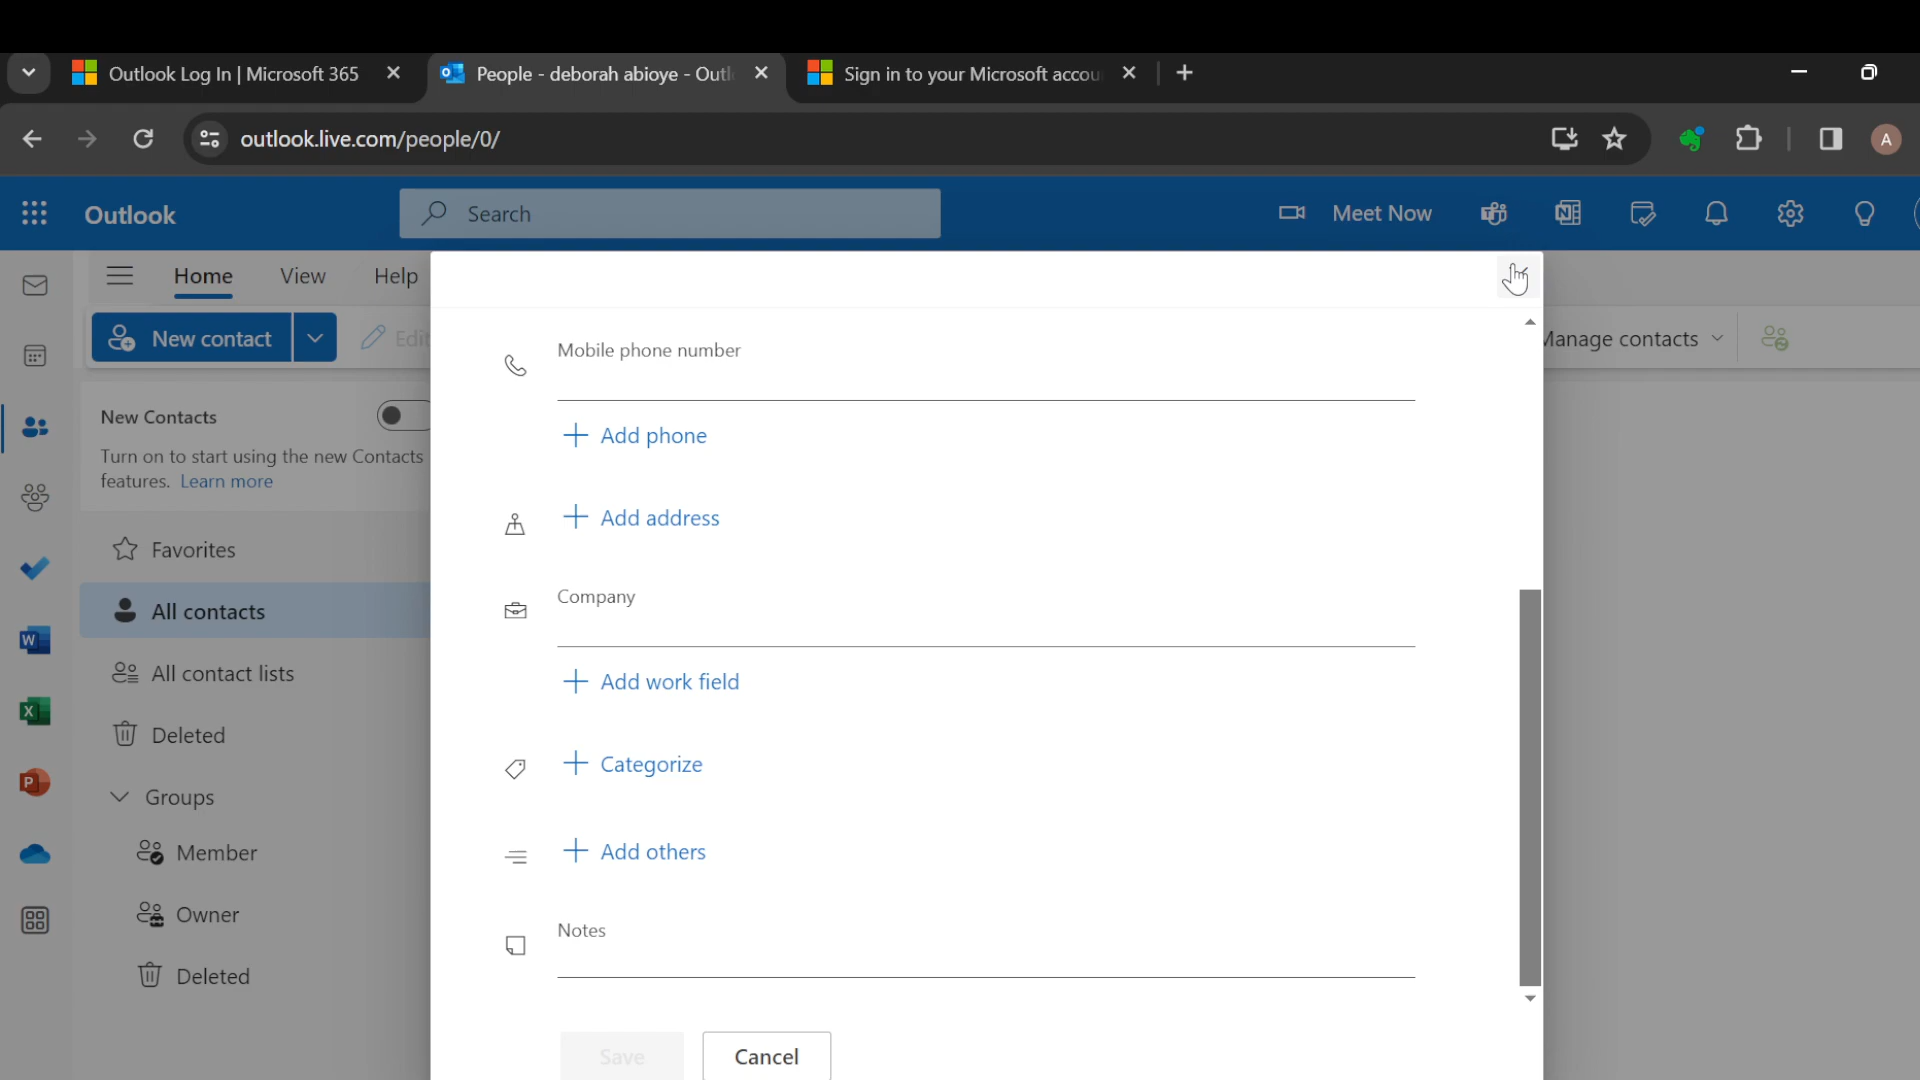 Outlook Log In | Microsoft 365
People - deborah abioye - Outl
Sign in to your Microsoft accou
outlook.live.com/people/0/
A
Outlook
Search
Meet Now
Home
View
Help
New contact
Edit
Manage contacts
New Contacts
Turn on to start using the new Contacts
features. Learn more
Favorites
All contacts
All contact lists
Deleted
Groups
Member
Owner
Deleted
Mobile phone number
Add phone
Add address
Company
Add work field
Categorize
Add others
Notes
Save
Cancel